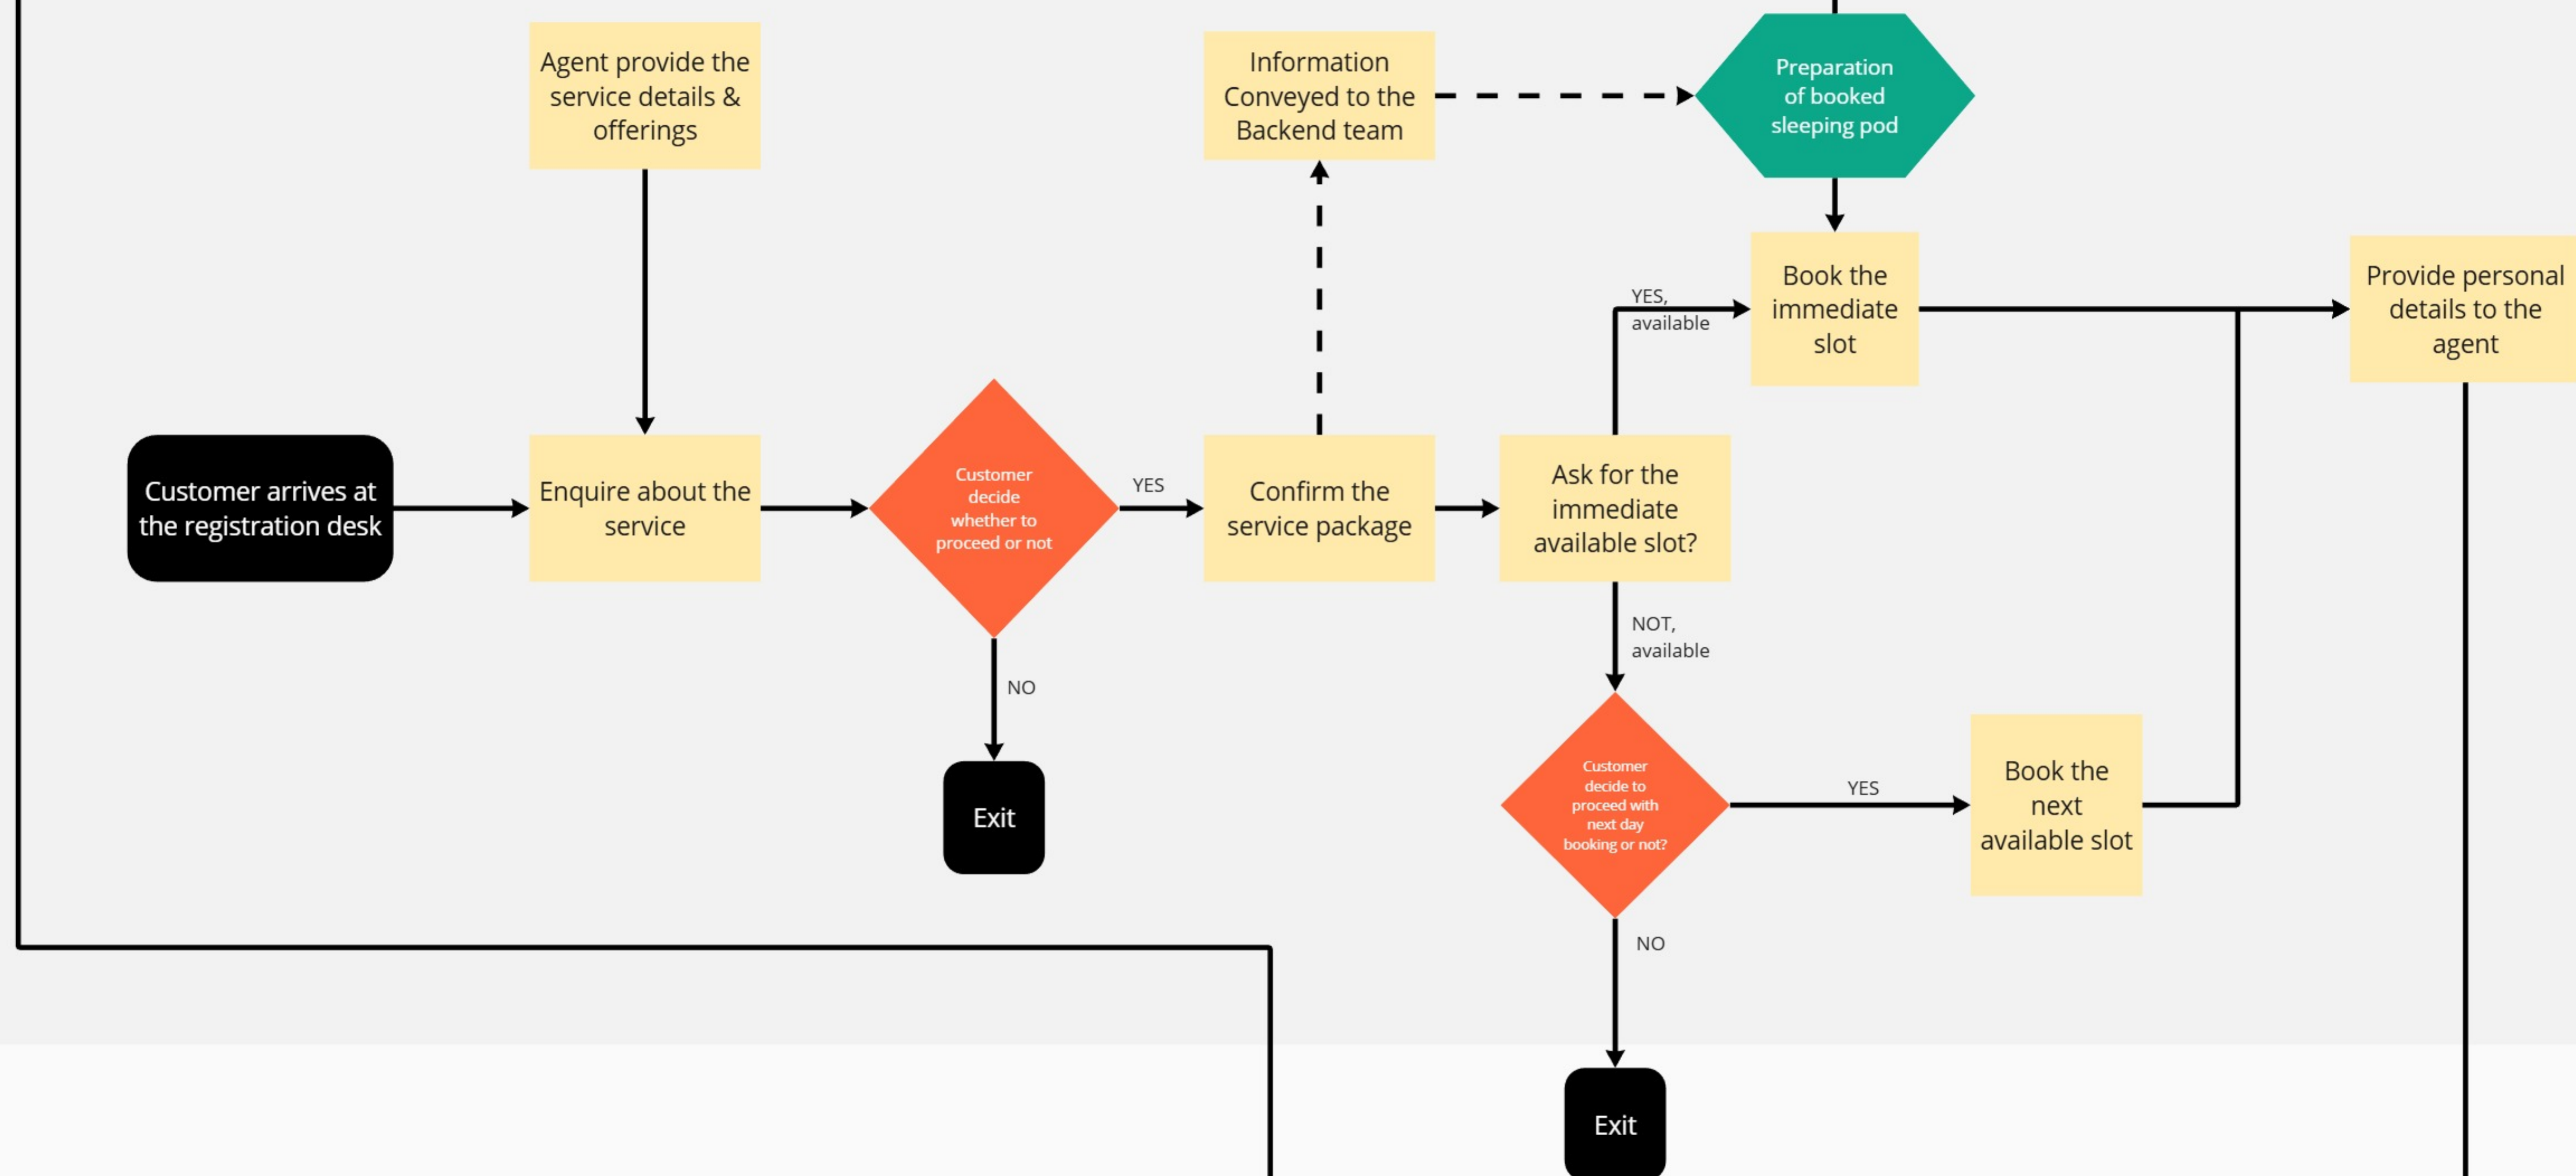 Agent provide the
service details &
offerings
Information
Conveyed to the
Backend team
Preparation
of booked
sleeping pod
Book the
immediate
slot
Provide personal
details to the
agent
YES,
available
Customer arrives at
the registration desk
Enquire about the
service
Customer
decide
whether to
proceed or not
YES
Confirm the
service package
Ask for the
immediate
available slot?
NOT,
available
NO
Exit
Customer
decide to
proceed with
next day
booking or not?
YES
Book the
next
available slot
NO
Exit